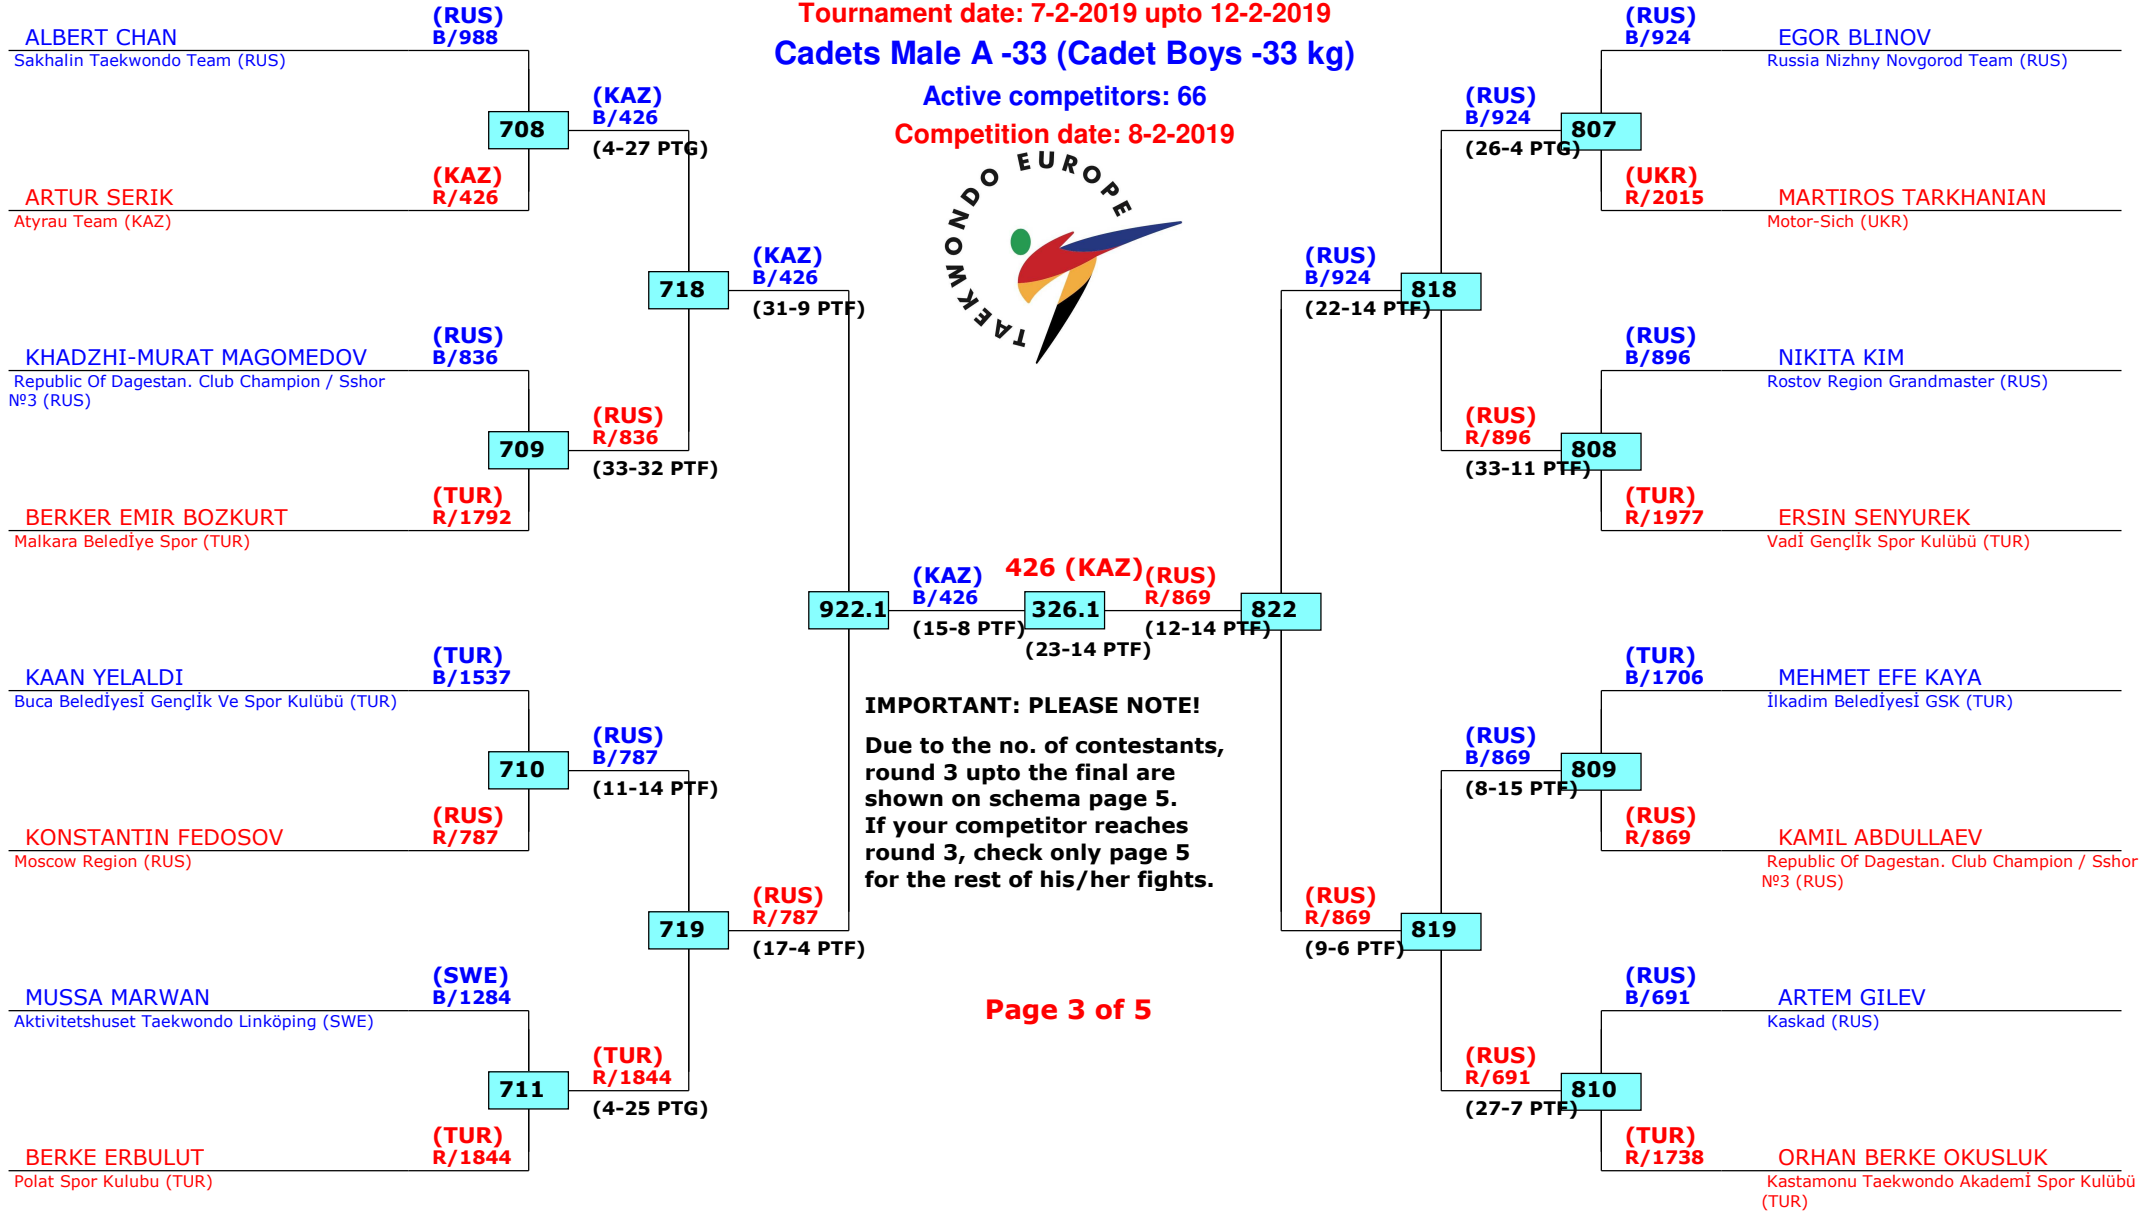 Tournament date: 7-2-2019 upto 12-2-2019
Cadets Male A -33 (Cadet Boys -33 kg)
Active competitors: 66
Competition date: 8-2-2019
TAEKWONDO EUROPE
ALBERT CHAN
(RUS)
B/988
Sakhalin Taekwondo Team (RUS)
708
(KAZ)
B/426
(4-27 PTG)
ARTUR SERIK
(KAZ)
R/426
Atyrau Team (KAZ)
718
(KAZ)
B/426
(31-9 PTF)
KHADZHI-MURAT MAGOMEDOV
(RUS)
B/836
Republic Of Dagestan. Club Champion / Sshor
№3 (RUS)
709
(RUS)
R/836
(33-32 PTF)
BERKER EMIR BOZKURT
(TUR)
R/1792
Malkara Beledİye Spor (TUR)
922.1
(KAZ)
B/426
(15-8 PTF)
426 (KAZ)
326.1
(23-14 PTF)
(RUS)
R/869
(12-14 PTF)
822
KAAN YELALDI
(TUR)
B/1537
Buca Beledİyesİ Gençlİk Ve Spor Kulübü (TUR)
710
(RUS)
B/787
(11-14 PTF)
KONSTANTIN FEDOSOV
(RUS)
R/787
Moscow Region (RUS)
719
(RUS)
R/787
(17-4 PTF)
MUSSA MARWAN
(SWE)
B/1284
Aktivitetshuset Taekwondo Linköping (SWE)
711
(TUR)
R/1844
(4-25 PTG)
BERKE ERBULUT
(TUR)
R/1844
Polat Spor Kulubu (TUR)
IMPORTANT: PLEASE NOTE!
Due to the no. of contestants,
round 3 upto the final are
shown on schema page 5.
If your competitor reaches
round 3, check only page 5
for the rest of his/her fights.
Page 3 of 5
(RUS)
B/924
EGOR BLINOV
Russia Nizhny Novgorod Team (RUS)
(RUS)
B/924
(26-4 PTG)
807
(UKR)
R/2015
MARTIROS TARKHANIAN
Motor-Sich (UKR)
(RUS)
B/924
(22-14 PTF)
818
(RUS)
B/896
NIKITA KIM
Rostov Region Grandmaster (RUS)
(RUS)
R/896
(33-11 PTF)
808
(TUR)
R/1977
ERSIN SENYUREK
Vadİ Gençlİk Spor Kulübü (TUR)
(TUR)
B/1706
MEHMET EFE KAYA
İlkadim Beledİyesİ GSK (TUR)
(RUS)
B/869
(8-15 PTF)
809
(RUS)
R/869
KAMIL ABDULLAEV
Republic Of Dagestan. Club Champion / Sshor
№3 (RUS)
(RUS)
R/869
(9-6 PTF)
819
(RUS)
B/691
ARTEM GILEV
Kaskad (RUS)
(RUS)
R/691
(27-7 PTF)
810
(TUR)
R/1738
ORHAN BERKE OKUSLUK
Kastamonu Taekwondo Akademİ Spor Kulübü
(TUR)